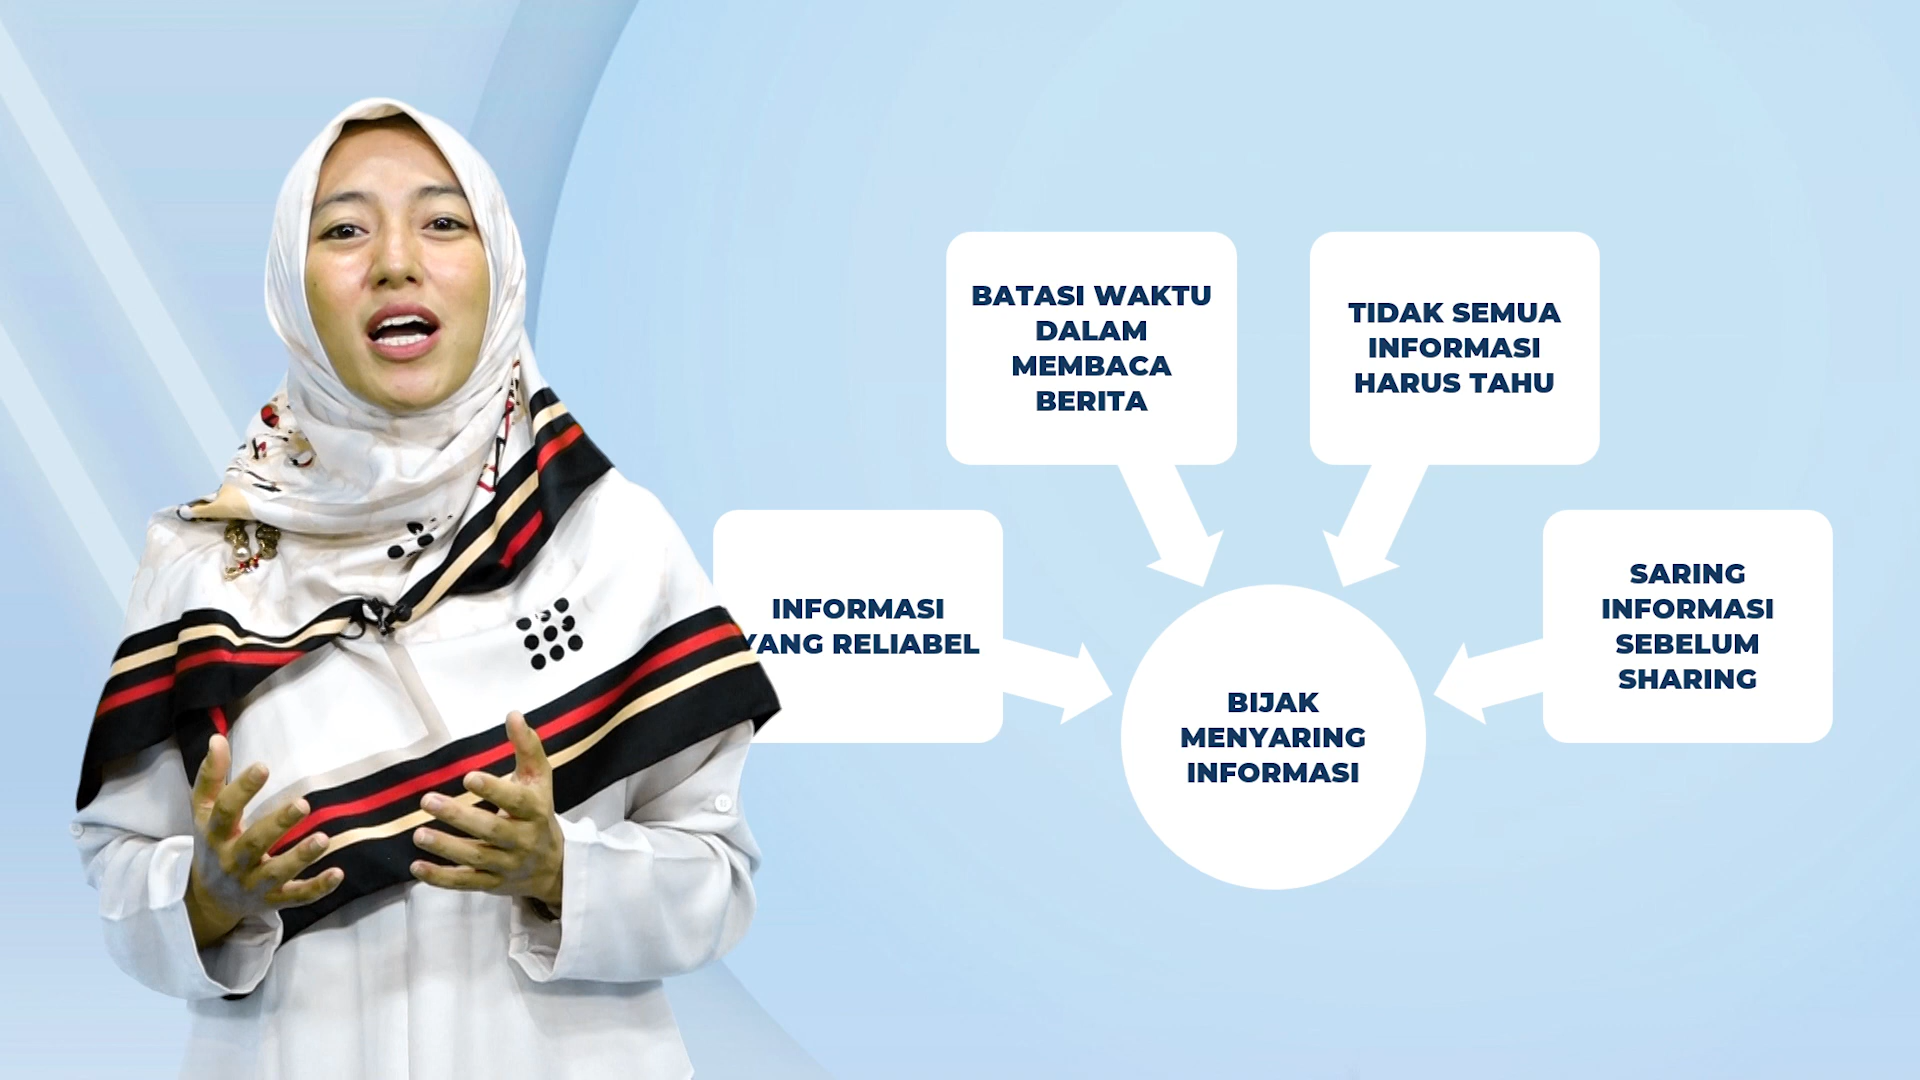 BATASI WAKTU
DALAM
MEMBACA
BERITA
TIDAK SEMUA
INFORMASI
HARUS TAHU
INFORMASI
YANG RELIABEL
SARING
INFORMASI
SEBELUM
SHARING
BIJAK
MENYARING
INFORMASI